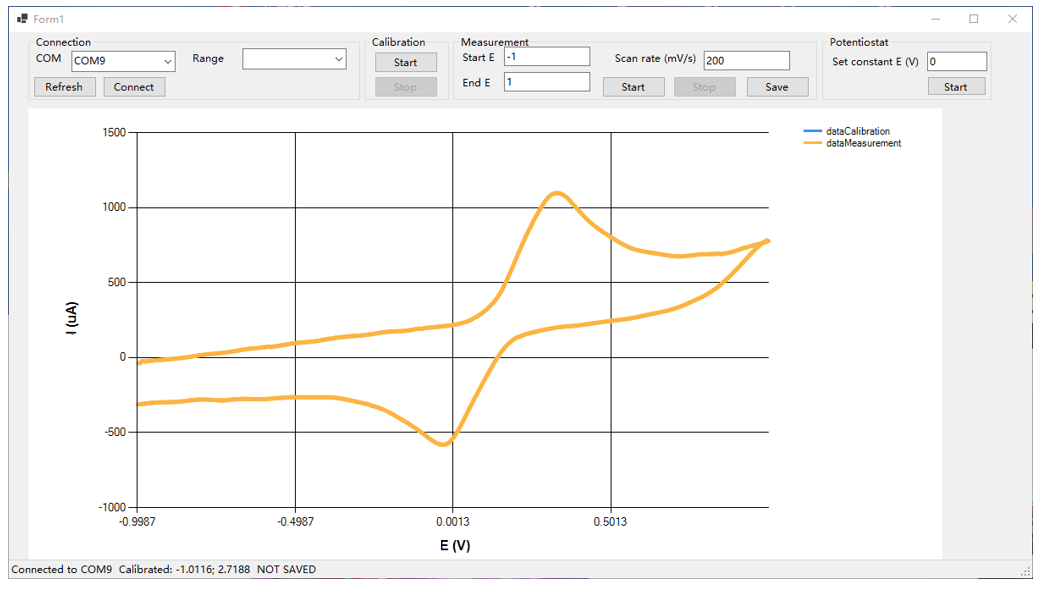 Form1
Connection
COM COM9 Range
Refresh Connect
Calibration
Start
Stop
Measurement
Start E -1 Scan rate (mV/s) 200
End E 1 Start Stop Save
Potentiostat
Set constant E (V) 0
Start
dataCalibration
dataMeasurement
1500
1000
500
0
-500
-1000
I (uA)
-0.9987 -0.4987 0.0013 0.5013
E (V)
Connected to COM9 Calibrated: -1.0116; 2.7188 NOT SAVED